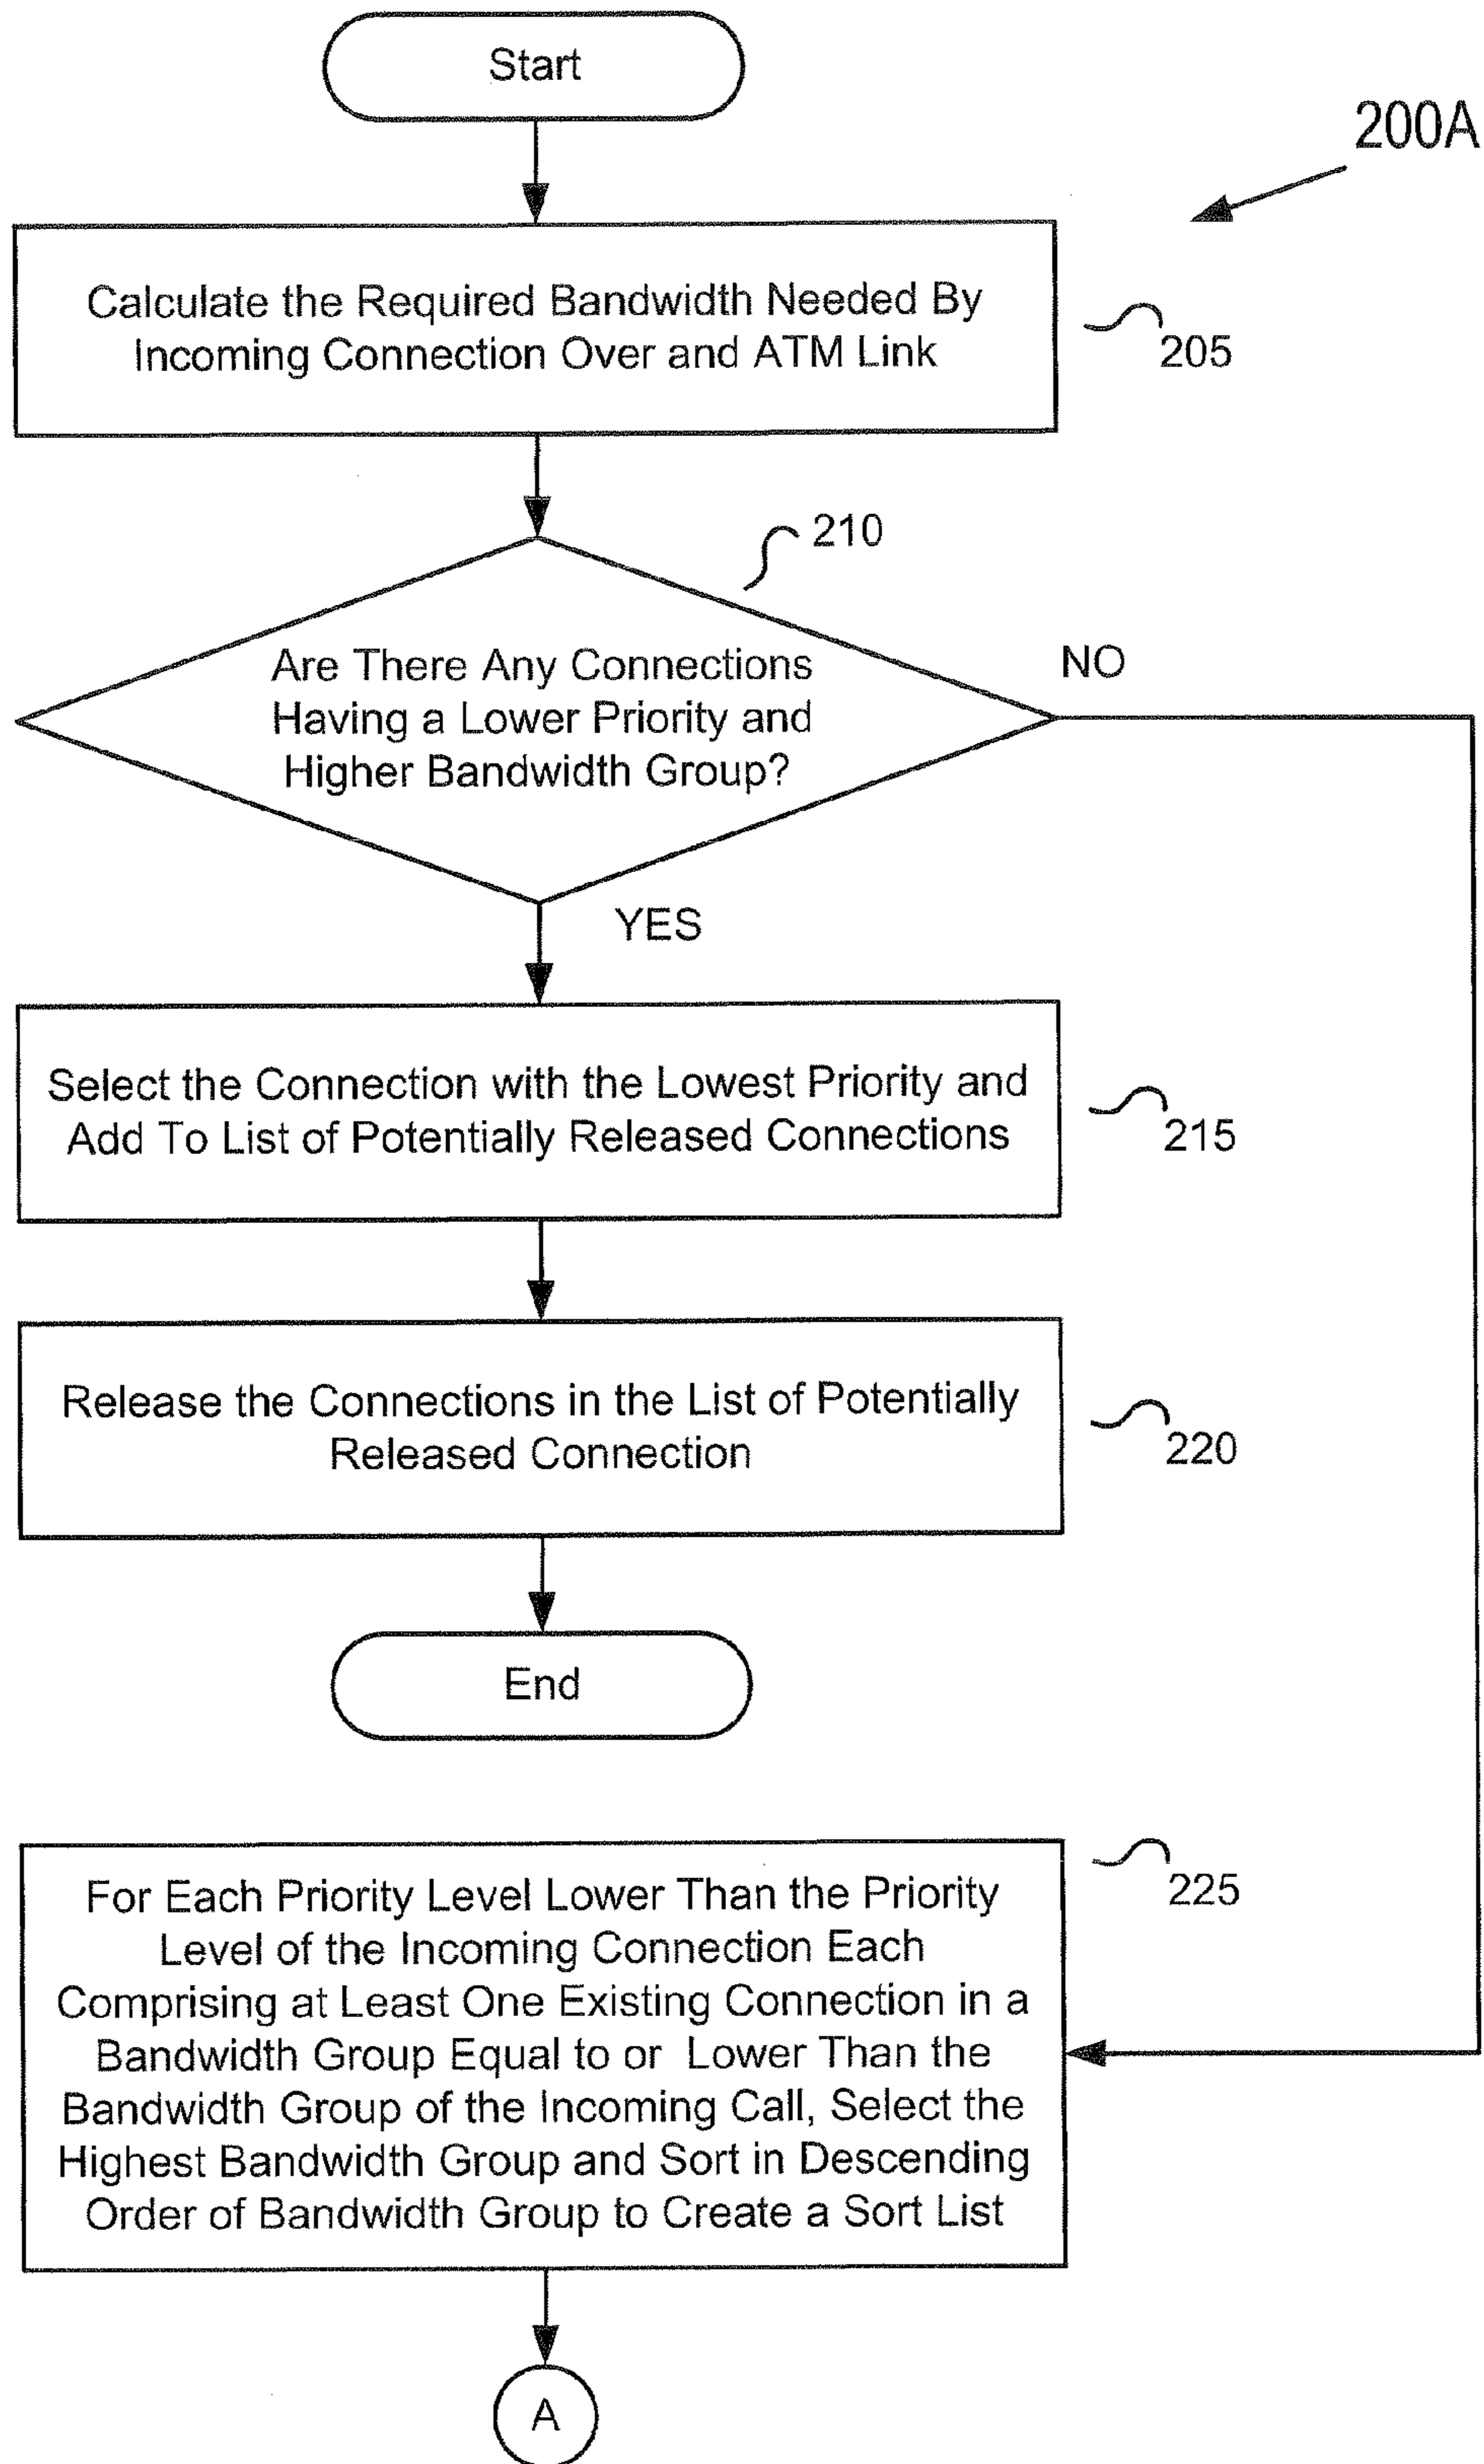 Start
200A
Calculate the Required Bandwidth Needed By
Incoming Connection Over and ATM Link
205
210
Are There Any Connections
Having a Lower Priority and
Higher Bandwidth Group?
NO
YES
Select the Connection with the Lowest Priority and
Add To List of Potentially Released Connections
215
Release the Connections in the List of Potentially
Released Connection
220
End
For Each Priority Level Lower Than the Priority
Level of the Incoming Connection Each
Comprising at Least One Existing Connection in a
Bandwidth Group Equal to or Lower Than the
Bandwidth Group of the Incoming Call, Select the
Highest Bandwidth Group and Sort in Descending
Order of Bandwidth Group to Create a Sort List
225
A